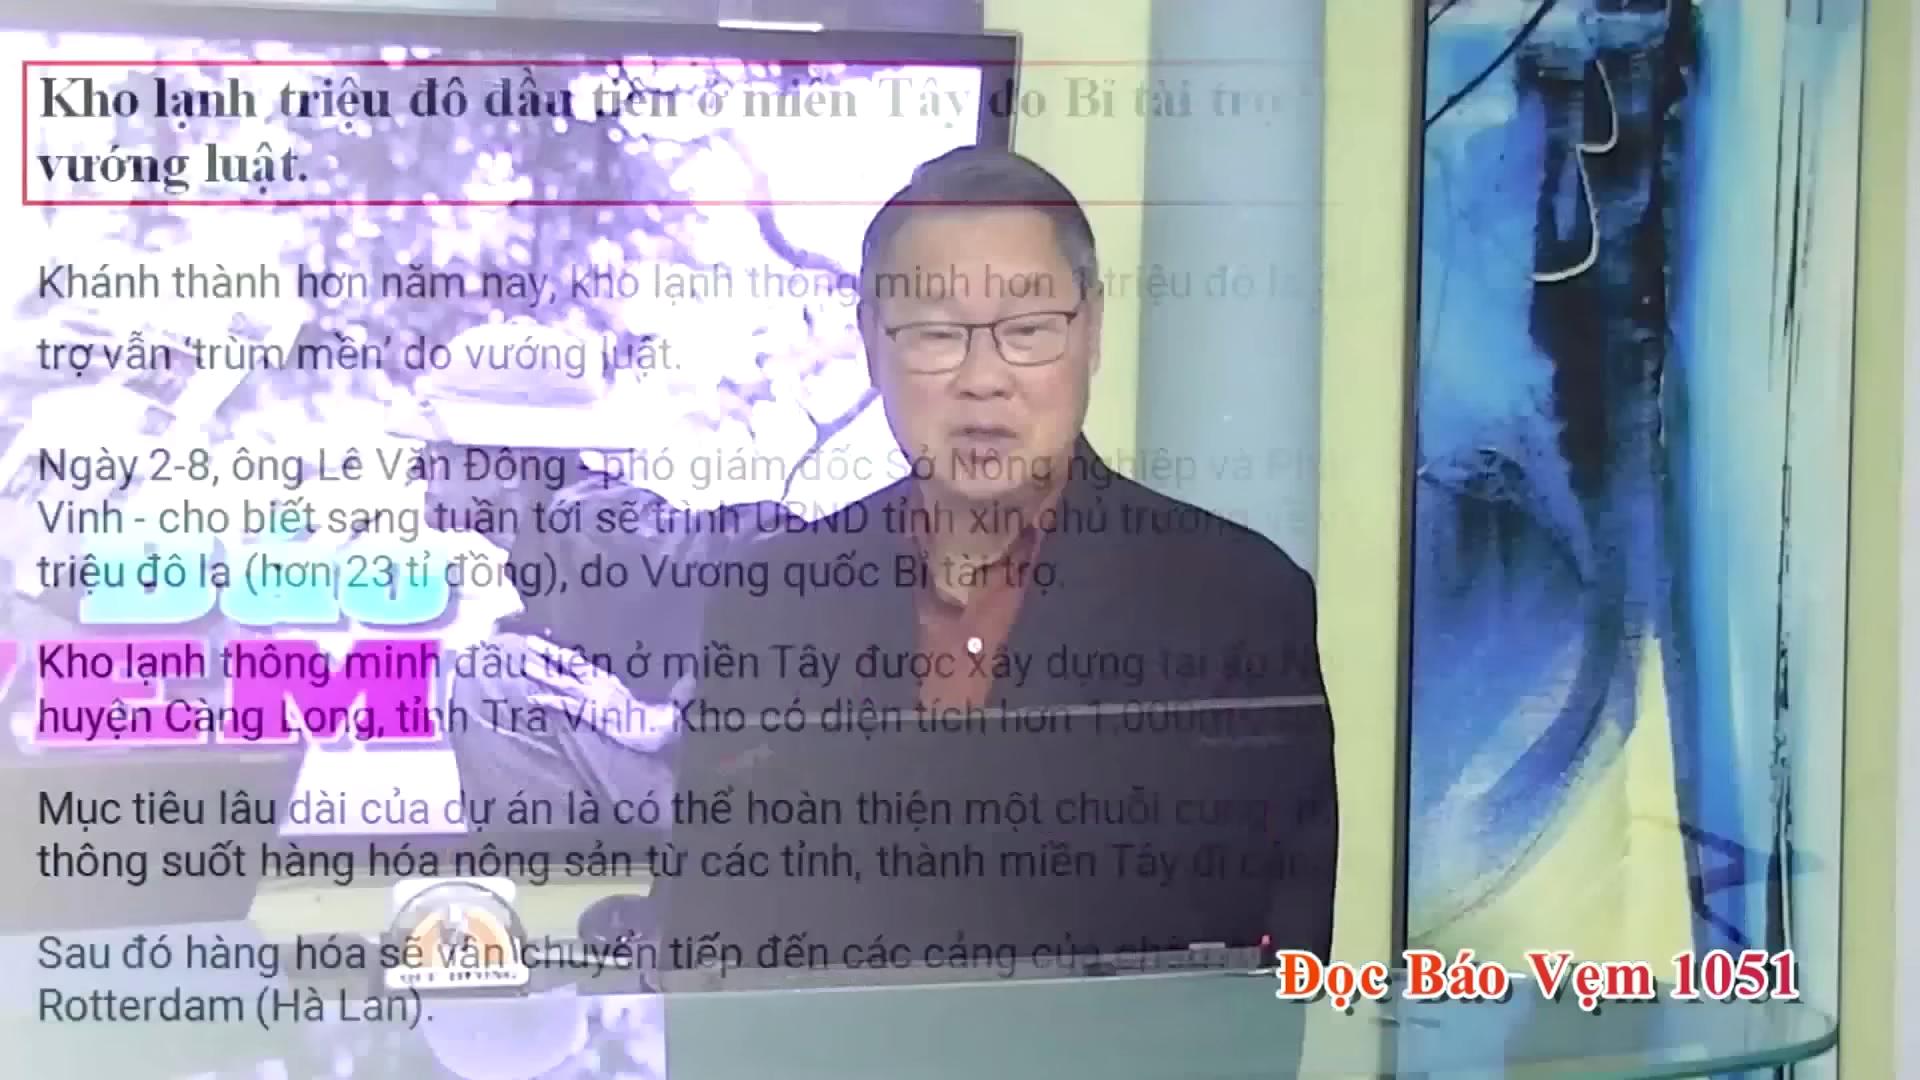 Kho lạnh triệu đô đầu tiên ở miền Tây do Bỉ tài trợ
vướng luật.
Khánh thành hơn năm nay, kho lạnh thông minh hơn 1 triệu đô la
trợ vẫn ‘trùm mền’ do vướng luật.
Ngày 2-8, ông Lê Văn Đông - phó giám đốc Sở Nông nghiệp và
Vinh - cho biết sang tuần tới sẽ trình UBND tỉnh xin chủ trương
triệu đô la (hơn 23 tỉ đồng), do Vương quốc Bỉ tài trợ.
Kho lạnh thông minh đầu tiên ở miền Tây được xây dựng tại ấp
huyện Càng Long, tỉnh Trà Vinh. Kho có diện tích hơn 1.000m
Mục tiêu lâu dài của dự án là có thể hoàn thiện một chuỗi cung
thông suốt hàng hóa nông sản từ các tỉnh, thành miền Tây đi
Sau đó hàng hóa sẽ vận chuyển tiếp đến các cảng của
Rotterdam (Hà Lan).
BÁO
VEM
Đọc Báo Vẹm 1051